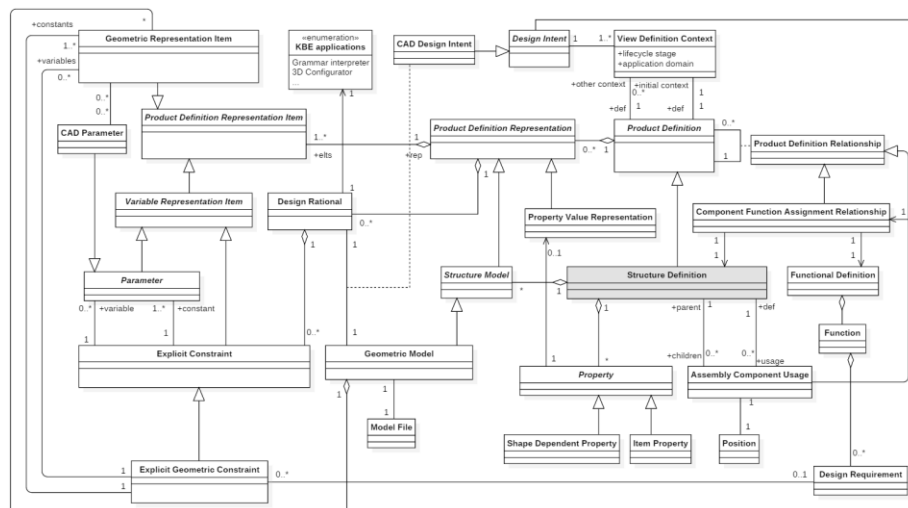 +constants
*
Geometric Representation Item
1..*
+variables
0..*
«enumeration»
KBE applications
Grammar interpreter
3D Configurator
...
CAD Design Intent
Design Intent
1
1..*
View Definition Context
+lifecycle stage
+application domain
+other context
0..*
+initial context
1
+def
1
+def
1
0..*
0..*
CAD Parameter
Product Definition Representation Item
1..*
+elts
1
+rep
Product Definition Representation
0..*
1
Product Definition
0..*
1
Product Definition Relationship
1
Variable Representation Item
Design Rational
1
0..*
1
1
Property Value Representation
0..1
Component Function Assignment Relationship
1
1
1
1
1
Parameter
0..*
+variable
1..*
+constant
Structure Model
*
1
Structure Definition
1
+parent
1
+def
1
Functional Definition
Function
1
1
0..*
1
Explicit Constraint
Geometric Model
1
1
1
*
Property
+children
0..*
0..*
+usage
Assembly Component Usage
1
1
Model File
Shape Dependent Property
Item Property
Position
1
1
Explicit Geometric Constraint
0..*
0..1
0..*
Design Requirement